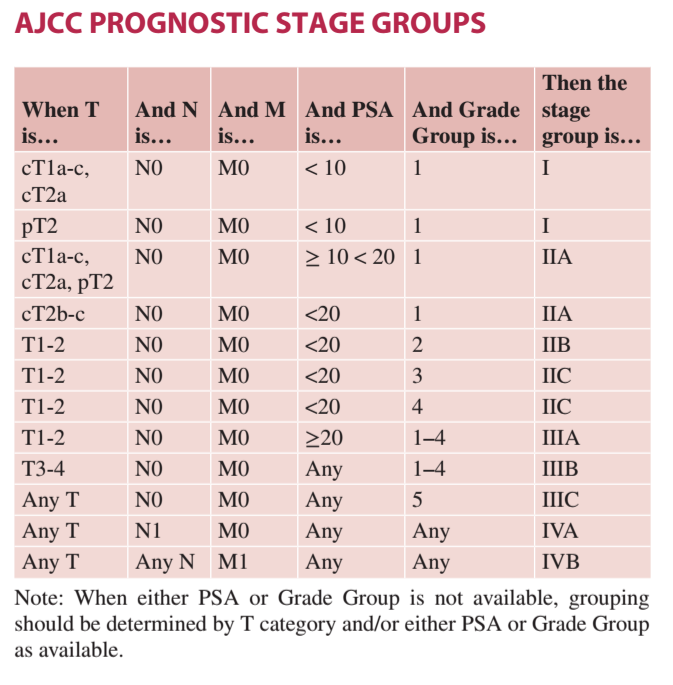 AJCC PROGNOSTIC STAGE GROUPS
When T is... And N is... And M is... And PSA is... And Grade Group is... Then the stage group is...
cT1a-c, cT2a N0 M0 < 10 1 I
pT2 N0 M0 < 10 1 I
cT1a-c, cT2a, pT2 N0 M0 ≥ 10 < 20 1 IIA
cT2b-c N0 M0 <20 1 IIA
T1-2 N0 M0 <20 2 IIB
T1-2 N0 M0 <20 3 IIC
T1-2 N0 M0 <20 4 IIC
T1-2 N0 M0 ≥20 1–4 IIIA
T3-4 N0 M0 Any 1–4 IIIB
Any T N0 M0 Any 5 IIIC
Any T N1 M0 Any Any IVA
Any T Any N M1 Any Any IVB
Note: When either PSA or Grade Group is not available, grouping
should be determined by T category and/or either PSA or Grade Group
as available.